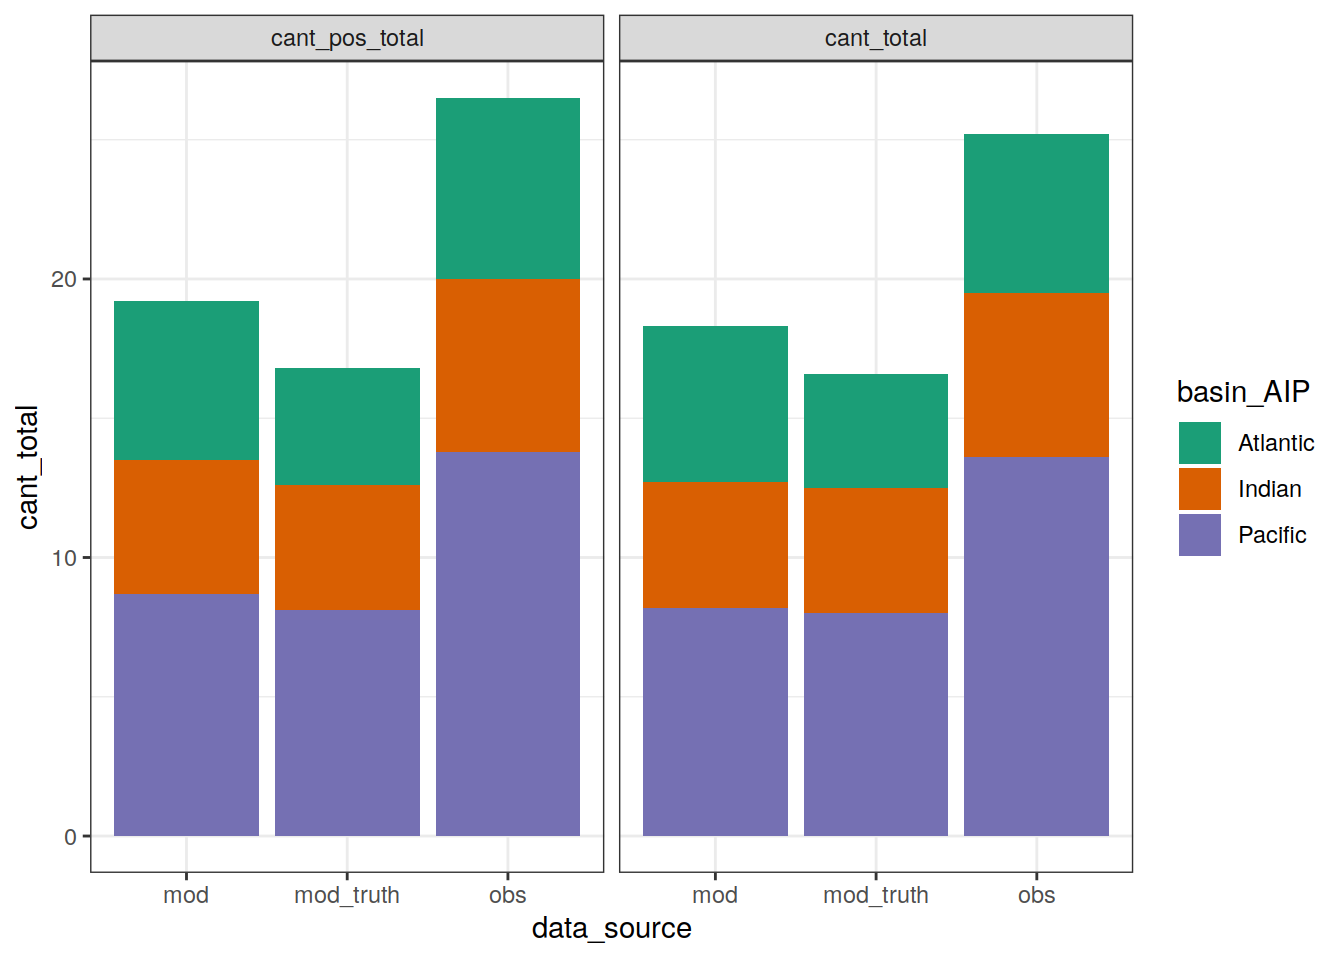 cant_pos_total
cant_total
cant_total
20
10
0
mod
mod_truth
obs
mod
mod_truth
obs
data_source
basin_AIP
Atlantic
Indian
Pacific